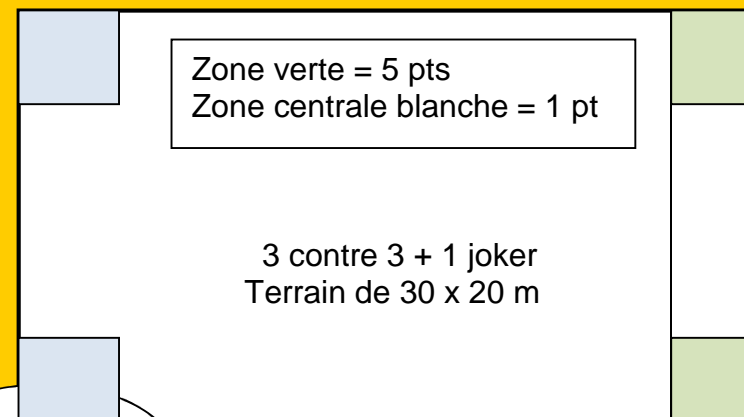 Zone verte = 5 pts
Zone centrale blanche = 1 pt
3 contre 3 + 1 joker
Terrain de 30 x 20 m